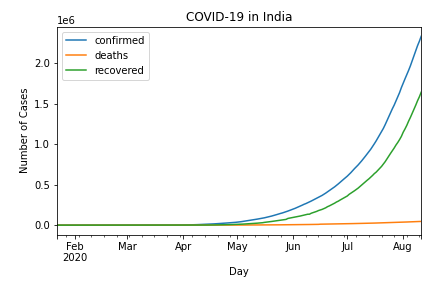 COVID-19 in India
1e6
confirmed
deaths
recovered
Number of Cases
2.0
1.5
1.0
0.5
0.0
Feb Mar Apr May Jun Jul Aug
2020
Day